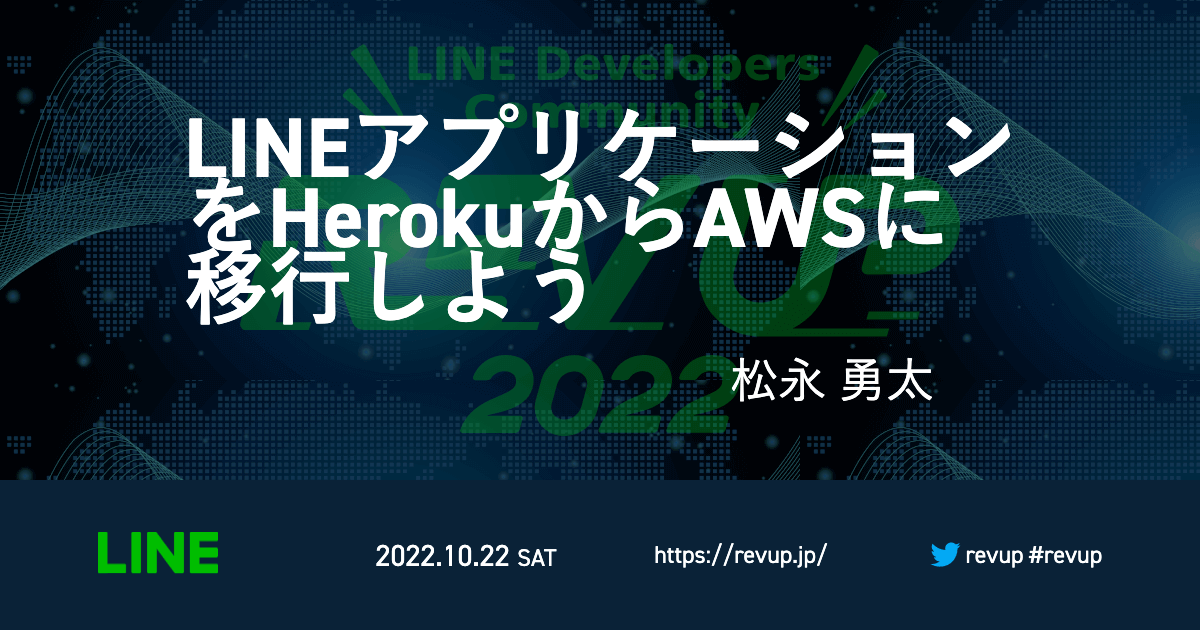 LINE Developers
Community
REVUP
2022
LINEアプリケーション
をHerokuからAWSに
移行しよう
松永 勇太
LINE
2022.10.22 SAT
https://revup.jp/
revup #revup